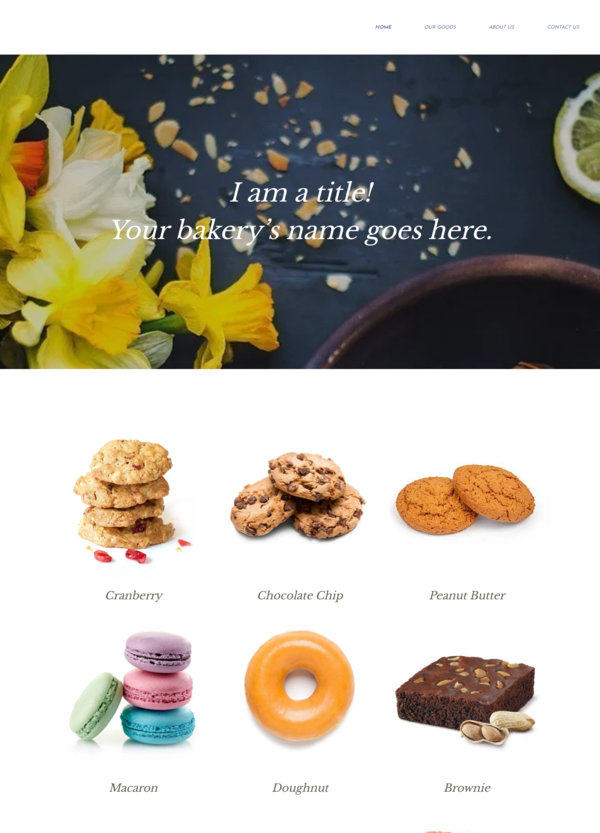 HOME OUR GOODS ABOUT US CONTACT US
I am a title!
Your bakery’s name goes here.
Cranberry Chocolate Chip Peanut Butter
Macaron Doughnut Brownie